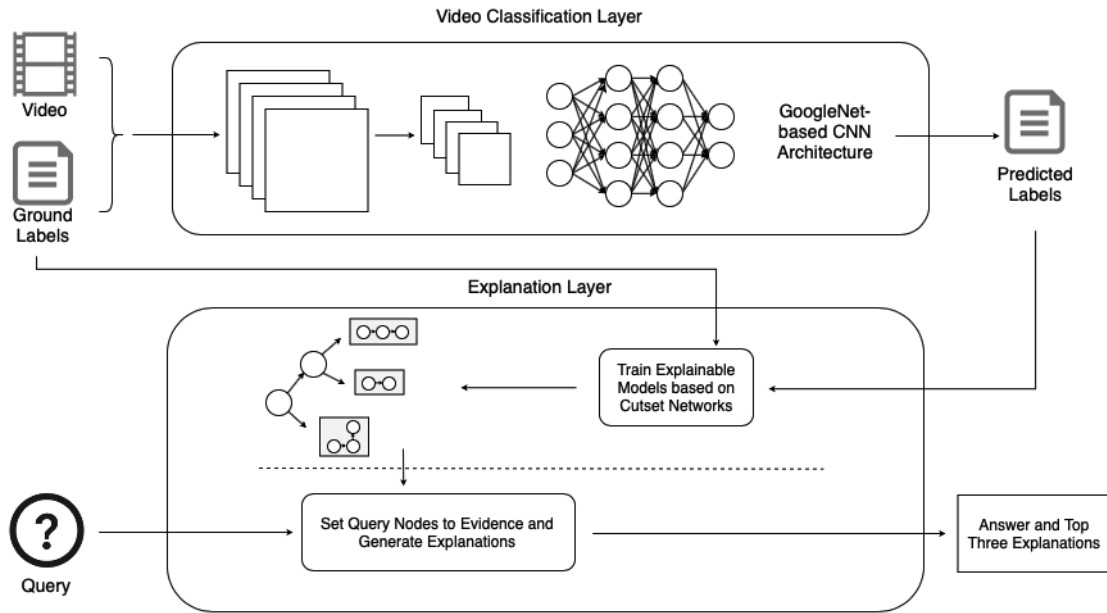 Video Classification Layer
Video
Ground
Labels
GoogleNet-
based CNN
Architecture
Predicted
Labels
Explanation Layer
Train Explainable
Models based on
Cutset Networks
?
Query
Set Query Nodes to Evidence and
Generate Explanations
Answer and Top
Three Explanations